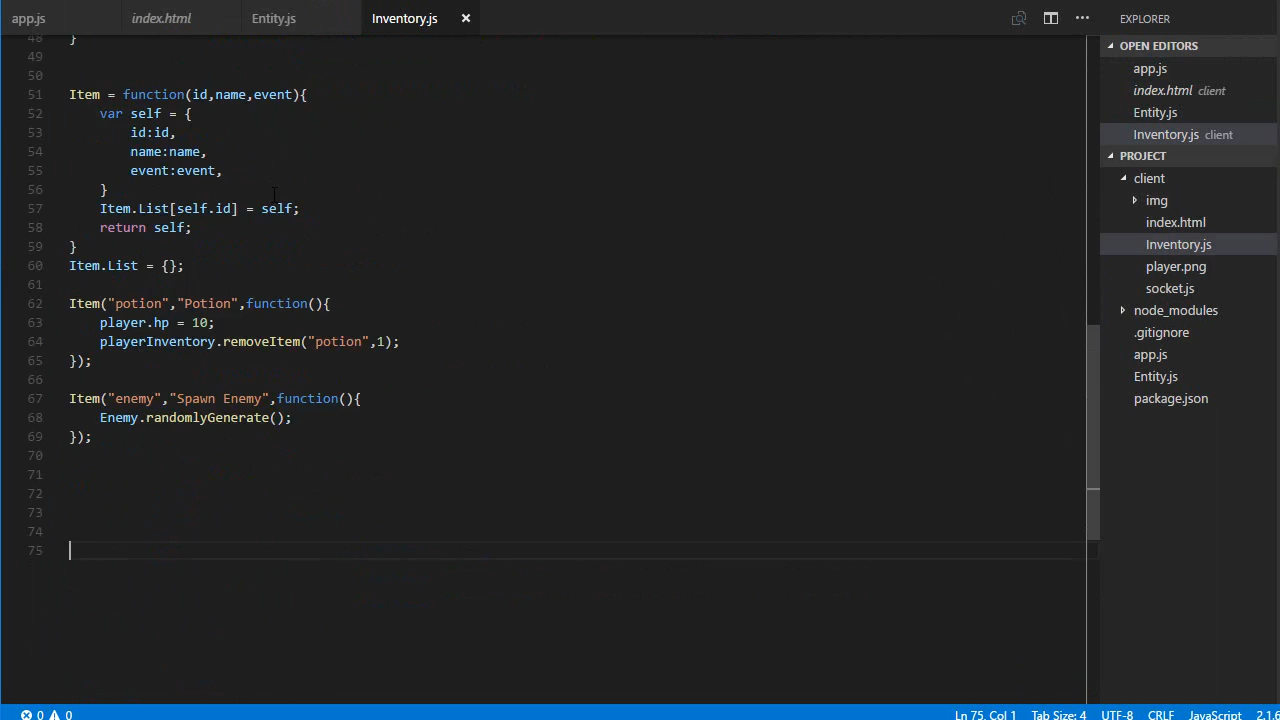 app.js index.html Entity.js Inventory.js × ··· EXPLORER
OPEN EDITORS
app.js
index.html client
Entity.js
Inventory.js client
PROJECT
client
img
index.html
Inventory.js
player.png
socket.js
node_modules
.gitignore
app.js
Entity.js
package.json
48 }
49
50
51 Item = function(id,name,event){
52 var self = {
53 id:id,
54 name:name,
55 event:event,
56 }
57 Item.List[self.id] = self;
58 return self;
59 }
60 Item.List = {};
61
62 Item("potion","Potion",function(){
63 player.hp = 10;
64 playerInventory.removeItem("potion",1);
65 });
66
67 Item("enemy","Spawn Enemy",function(){
68 Enemy.randomlyGenerate();
69 });
70
71
72
73
74
75
0 0 Ln 75, Col 1 Tab Size: 4 UTF-8 CRLF JavaScript 2.1.6